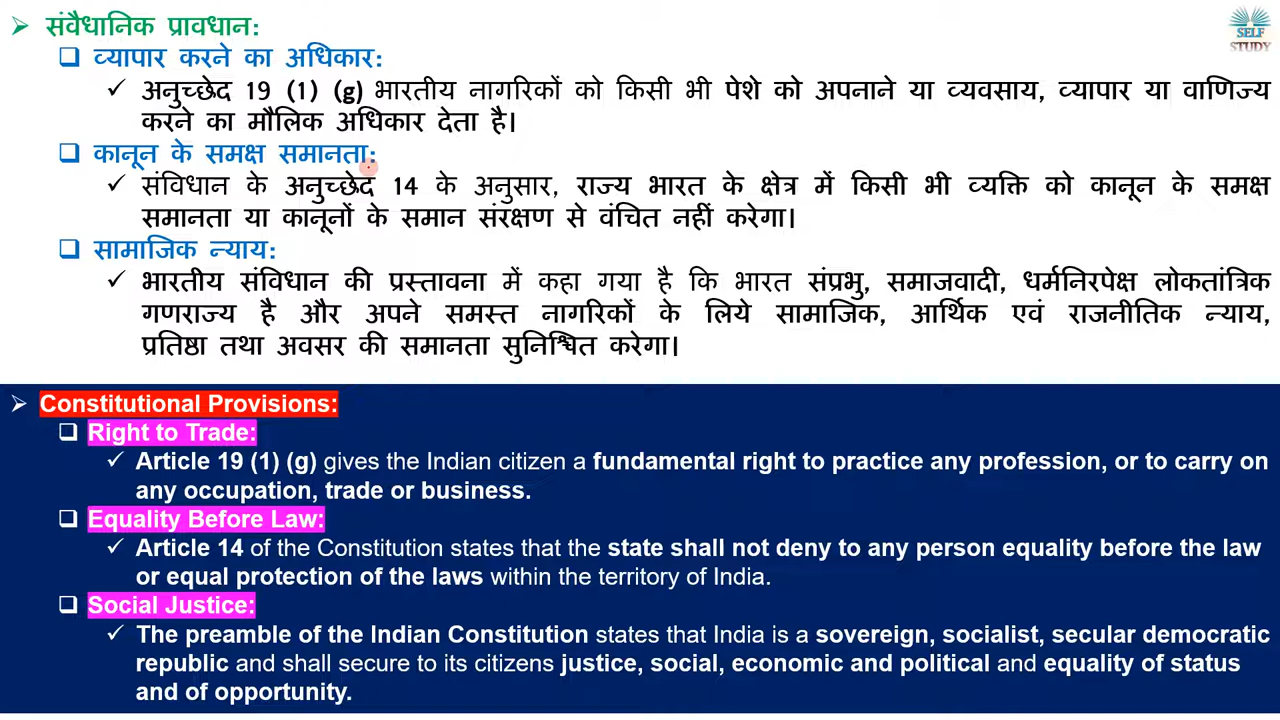 संवैधानिक प्रावधान:
SELF
STUDY
व्यापार करने का अधिकार:
अनुच्छेद 19 (1) (g) भारतीय नागरिकों को किसी भी पेशे को अपनाने या व्यवसाय, व्यापार या वाणिज्य
करने का मौलिक अधिकार देता है।
कानून के समक्ष समानता:
संविधान के अनुच्छेद 14 के अनुसार, राज्य भारत के क्षेत्र में किसी भी व्यक्ति को कानून के समक्ष
समानता या कानूनों के समान संरक्षण से वंचित नहीं करेगा।
सामाजिक न्याय:
भारतीय संविधान की प्रस्तावना में कहा गया है कि भारत संप्रभु, समाजवादी, धर्मनिरपेक्ष लोकतांत्रिक
गणराज्य है और अपने समस्त नागरिकों के लिये सामाजिक, आर्थिक एवं राजनीतिक न्याय,
प्रतिष्ठा तथा अवसर की समानता सुनिश्चित करेगा।
Constitutional Provisions:
Right to Trade:
Article 19 (1) (g) gives the Indian citizen a fundamental right to practice any profession, or to carry on
any occupation, trade or business.
Equality Before Law:
Article 14 of the Constitution states that the state shall not deny to any person equality before the law
or equal protection of the laws within the territory of India.
Social Justice:
The preamble of the Indian Constitution states that India is a sovereign, socialist, secular democratic
republic and shall secure to its citizens justice, social, economic and political and equality of status
and of opportunity.